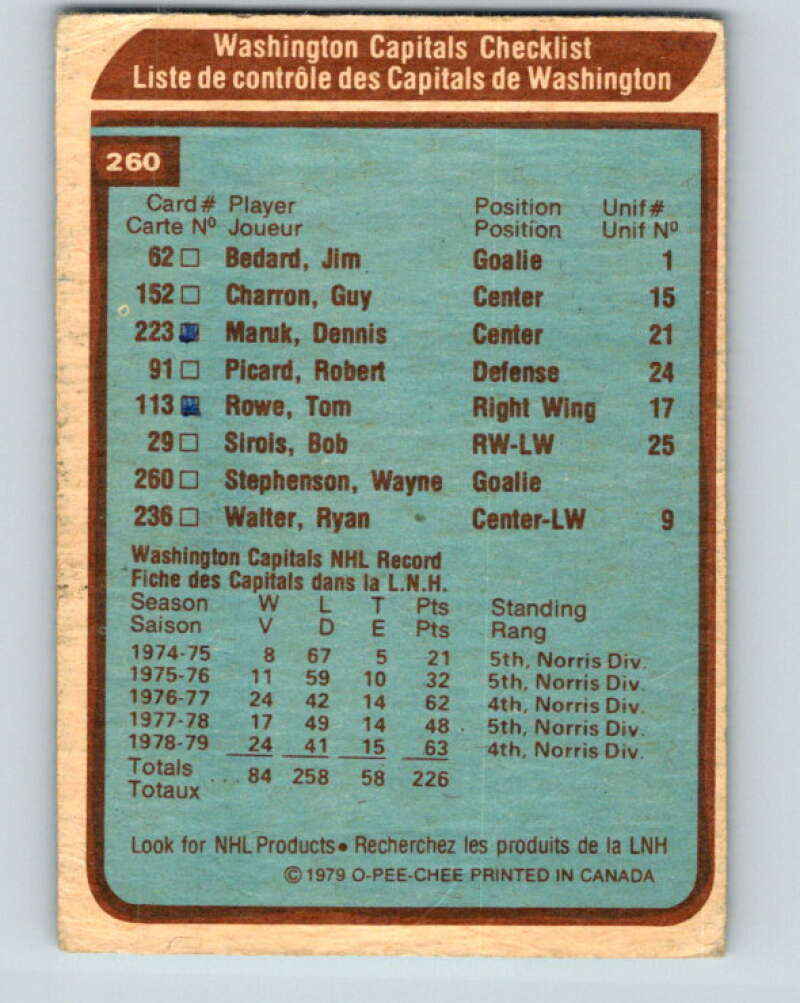 Washington Capitals Checklist
Liste de contrôle des Capitals de Washington
260
Card # Player Position Unif #
Carte Nº Joueur Position Unif Nº
62 □ Bedard, Jim Goalie 1
152 □ Charron, Guy Center 15
223 Maruk, Dennis Center 21
91 □ Picard, Robert Defense 24
113 Rowe, Tom Right Wing 17
29 □ Sirois, Bob RW-LW 25
260 □ Stephenson, Wayne Goalie
236 □ Walter, Ryan Center-LW 9
Washington Capitals NHL Record
Fiche des Capitals dans la L.N.H.
Season W L T Pts Standing
Saison V D E Pts Rang
1974-75 8 67 5 21 5th, Norris Div.
1975-76 11 59 10 32 5th, Norris Div.
1976-77 24 42 14 62 4th, Norris Div.
1977-78 17 49 14 48 5th, Norris Div.
1978-79 24 41 15 63 4th, Norris Div.
Totals
Totaux ... 84 258 58 226
Look for NHL Products • Recherchez les produits de la LNH
© 1979 O-PEE-CHEE PRINTED IN CANADA